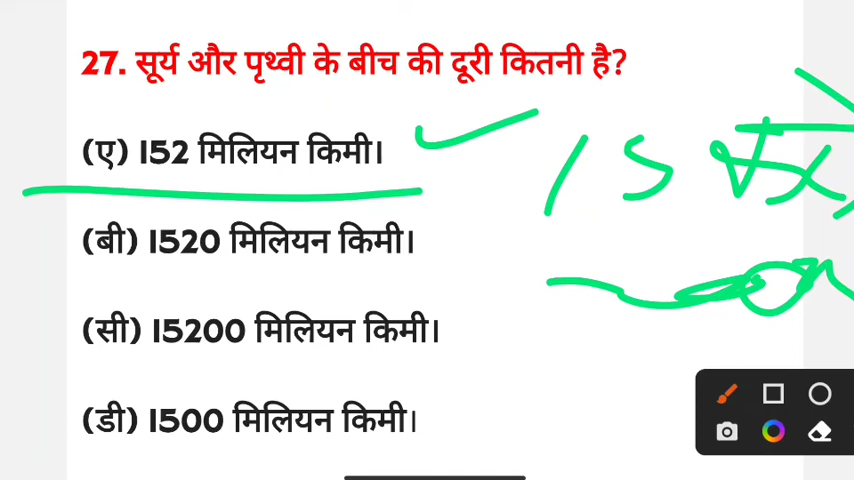 27. सूर्य और पृथ्वी के बीच की दूरी कितनी है?
(ए) 152 मिलियन किमी।
(बी) 1520 मिलियन किमी।
(सी) 15200 मिलियन किमी।
(डी) 1500 मिलियन किमी।